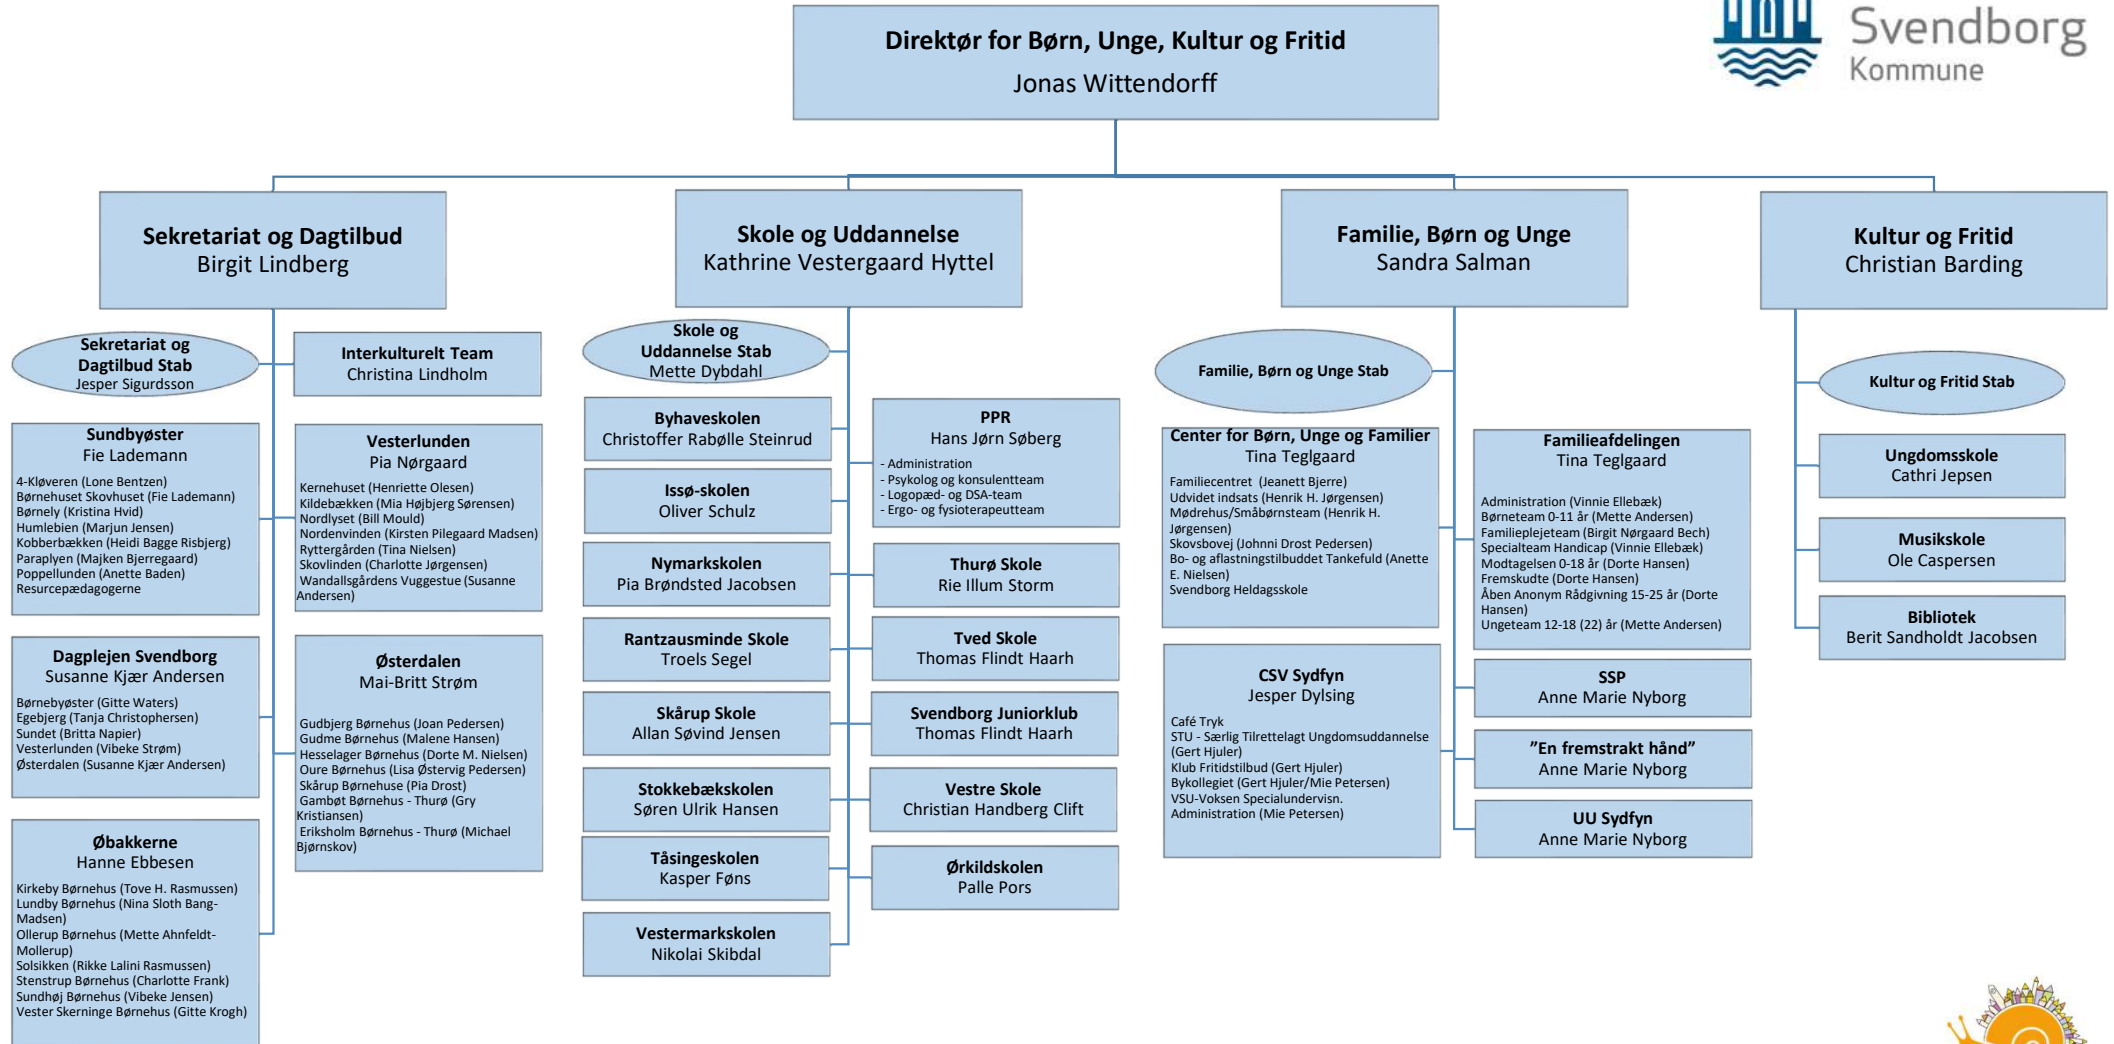 Direktør for Børn, Unge, Kultur og Fritid
Jonas Wittendorff
Svendborg
Kommune
Sekretariat og Dagtilbud
Birgit Lindberg
Sekretariat og
Dagtilbud Stab
Jesper Sigurdsson
Interkulturelt Team
Christina Lindholm
Sundbyøster
Fie Lademann
4-Kløveren (Lone Bentzen)
Børnehuset Skovhuset (Fie Lademann)
Børnely (Kristina Hvid)
Humlebien (Marjun Jensen)
Kobberbækken (Heidi Bagge Risbjerg)
Paraplyen (Majken Bjerregaard)
Poppellunden (Anette Baden)
Resurcepædagogerne
Vesterlunden
Pia Nørgaard
Kernehuset (Henriette Olesen)
Kildebækken (Mia Højbjerg Sørensen)
Nordlyset (Bill Mould)
Nordenvinden (Kirsten Pilegaard Madsen)
Ryttergården (Tina Nielsen)
Skovlinden (Charlotte Jørgensen)
Wandallsgårdens Vuggestue (Susanne
Andersen)
Dagplejen Svendborg
Susanne Kjær Andersen
Børnebyøster (Gitte Waters)
Egebjerg (Tanja Christophersen)
Sundet (Britta Napier)
Vesterlunden (Vibeke Strøm)
Østerdalen (Susanne Kjær Andersen)
Østerdalen
Mai-Britt Strøm
Gudbjerg Børnehus (Joan Pedersen)
Gudme Børnehus (Malene Hansen)
Hesselager Børnehus (Dorte M. Nielsen)
Oure Børnehus (Lisa Østervig Pedersen)
Skårup Børnehuse (Pia Drost)
Gambøt Børnehus - Thurø (Gry
Kristiansen)
Eriksholm Børnehus - Thurø (Michael
Bjørnskov)
Øbakkerne
Hanne Ebbesen
Kirkeby Børnehus (Tove H. Rasmussen)
Lundby Børnehus (Nina Sloth Bang-
Madsen)
Ollerup Børnehus (Mette Ahnfeldt-
Mollerup)
Solsikken (Rikke Lalini Rasmussen)
Stenstrup Børnehus (Charlotte Frank)
Sundhøj Børnehus (Vibeke Jensen)
Vester Skerninge Børnehus (Gitte Krogh)
Skole og Uddannelse
Kathrine Vestergaard Hyttel
Skole og
Uddannelse Stab
Mette Dybdahl
Byhaveskolen
Christoffer Rabølle Steinrud
PPR
Hans Jørn Søberg
- Administration
- Psykolog og konsulentteam
- Logopæd- og DSA-team
- Ergo- og fysioterapeutteam
Issø-skolen
Oliver Schulz
Nymarkskolen
Pia Brøndsted Jacobsen
Thurø Skole
Rie Illum Storm
Rantzausminde Skole
Troels Segel
Tved Skole
Thomas Flindt Haarh
Skårup Skole
Allan Søvind Jensen
Svendborg Juniorklub
Thomas Flindt Haarh
Stokkebækskolen
Søren Ulrik Hansen
Vestre Skole
Christian Handberg Clift
Tåsingeskolen
Kasper Føns
Ørkildskolen
Palle Pors
Vestermarkskolen
Nikolai Skibdal
Familie, Børn og Unge
Sandra Salman
Familie, Børn og Unge Stab
Center for Børn, Unge og Familier
Tina Teglgaard
Familiecentret (Jeanett Bjerre)
Udvidet indsats (Henrik H. Jørgensen)
Mødrehus/Småbørnsteam (Henrik H.
Jørgensen)
Skovsbovej (Johnni Drost Pedersen)
Bo- og aflastningstilbuddet Tankefuld (Anette
E. Nielsen)
Svendborg Heldagsskole
Familieafdelingen
Tina Teglgaard
Administration (Vinnie Ellebæk)
Børneteam 0-11 år (Mette Andersen)
Familieplejeteam (Birgit Nørgaard Bech)
Specialteam Handicap (Vinnie Ellebæk)
Modtagelsen 0-18 år (Dorte Hansen)
Fremskudte (Dorte Hansen)
Åben Anonym Rådgivning 15-25 år (Dorte
Hansen)
Ungeteam 12-18 (22) år (Mette Andersen)
CSV Sydfyn
Jesper Dylsing
Café Tryk
STU - Særlig Tilrettelagt Ungdomsuddannelse
(Gert Hjuler)
Klub Fritidstilbud (Gert Hjuler)
Bykollegiet (Gert Hjuler/Mie Petersen)
VSU-Voksen Specialundervisn.
Administration (Mie Petersen)
SSP
Anne Marie Nyborg
”En fremstrakt hånd”
Anne Marie Nyborg
UU Sydfyn
Anne Marie Nyborg
Kultur og Fritid
Christian Barding
Kultur og Fritid Stab
Ungdomsskole
Cathri Jepsen
Musikskole
Ole Caspersen
Bibliotek
Berit Sandholdt Jacobsen